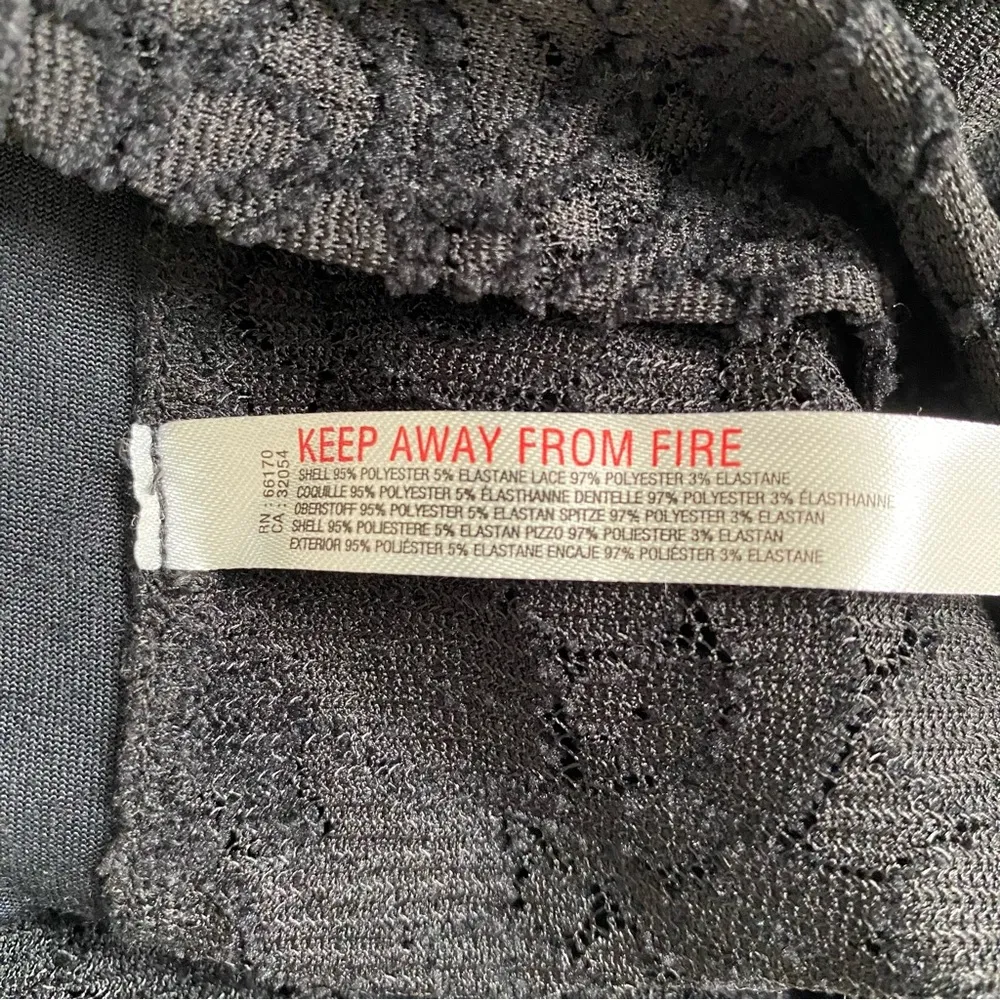 KEEP AWAY FROM FIRE
RN : 66170
CA : 32054
SHELL 95% POLYESTER 5% ELASTANE LACE 97% POLYESTER 3% ELASTANE
COQUILLE 95% POLYESTER 5% ÉLASTHANNE DENTELLE 97% POLYESTER 3% ÉLASTHANNE
OBERSTOFF 95% POLYESTER 5% ELASTAN SPITZE 97% POLYESTER 3% ELASTAN
SHELL 95% POLIESTERE 5% ELASTAN PIZZO 97% POLIESTERE 3% ELASTAN
EXTERIOR 95% POLIÉSTER 5% ELASTANE ENCAJE 97% POLIÉSTER 3% ELASTANE